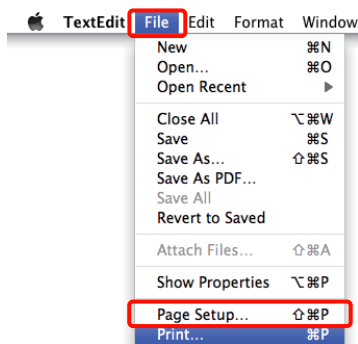 TextEdit File Edit Format Window
New ⌘N
Open... ⌘O
Open Recent ▶
Close All ⌥⌘W
Save ⌘S
Save As... ⇧⌘S
Save As PDF...
Save All
Revert to Saved
Attach Files... ⇧⌘A
Show Properties ⌥⌘P
Page Setup... ⇧⌘P
Print... ⌘P